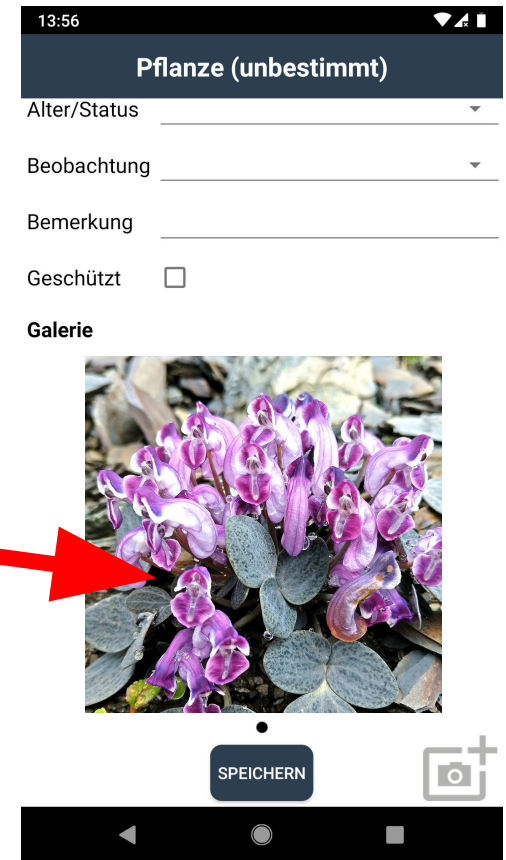 13:56
Pflanze (unbestimmt)
Alter/Status
Beobachtung
Bemerkung
Geschützt
Galerie
SPEICHERN